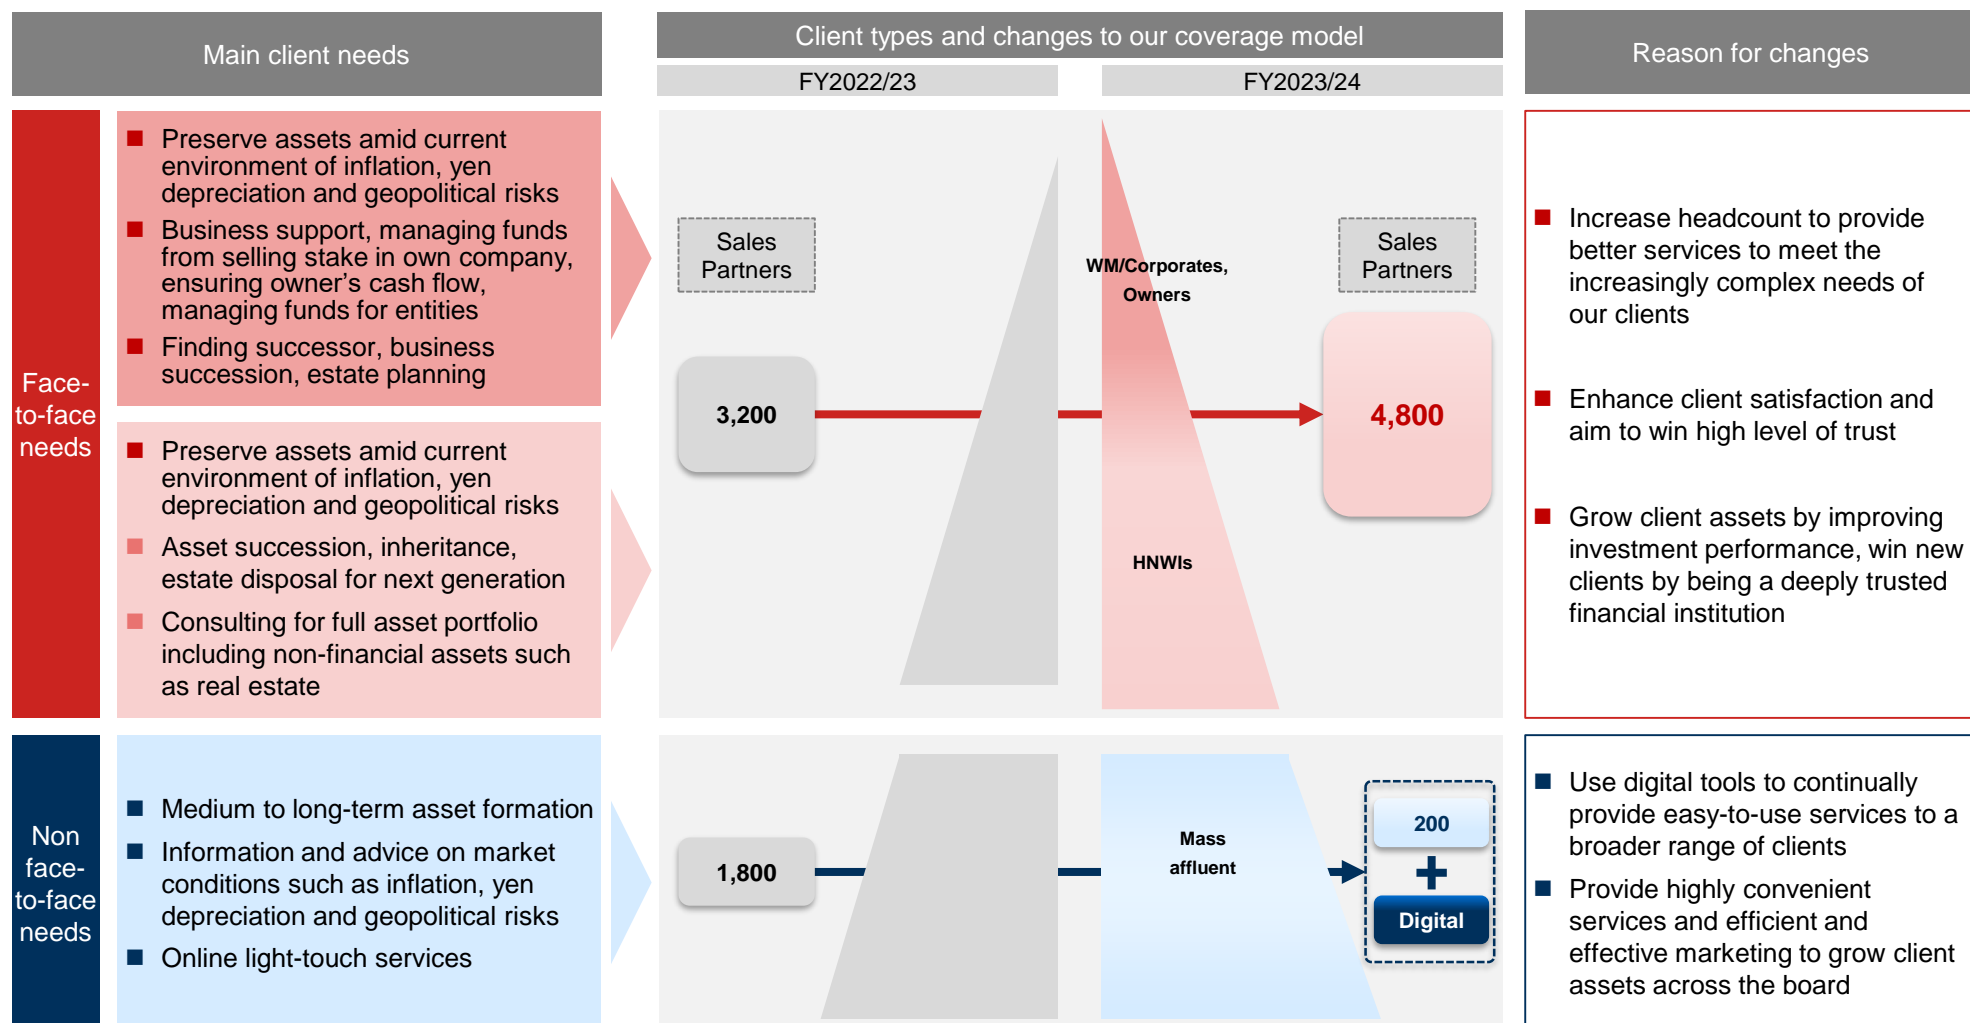 Main client needs
Client types and changes to our coverage model
FY2022/23
FY2023/24
Reason for changes
Face-
to-face
needs
Preserve assets amid current
environment of inflation, yen
depreciation and geopolitical risks
Business support, managing funds
from selling stake in own company,
ensuring owner's cash flow,
managing funds for entities
Finding successor, business
succession, estate planning
Preserve assets amid current
environment of inflation, yen
depreciation and geopolitical risks
Asset succession, inheritance,
estate disposal for next generation
Consulting for full asset portfolio
including non-financial assets such
as real estate
Sales
Partners
3,200
WM/Corporates,
Owners
HNWIs
Sales
Partners
4,800
Increase headcount to provide
better services to meet the
increasingly complex needs of
our clients
Enhance client satisfaction and
aim to win high level of trust
Grow client assets by improving
investment performance, win new
clients by being a deeply trusted
financial institution
Non
face-
to-face
needs
Medium to long-term asset formation
Information and advice on market
conditions such as inflation, yen
depreciation and geopolitical risks
Online light-touch services
1,800
Mass
affluent
200
+
Digital
Use digital tools to continually
provide easy-to-use services to a
broader range of clients
Provide highly convenient
services and efficient and
effective marketing to grow client
assets across the board